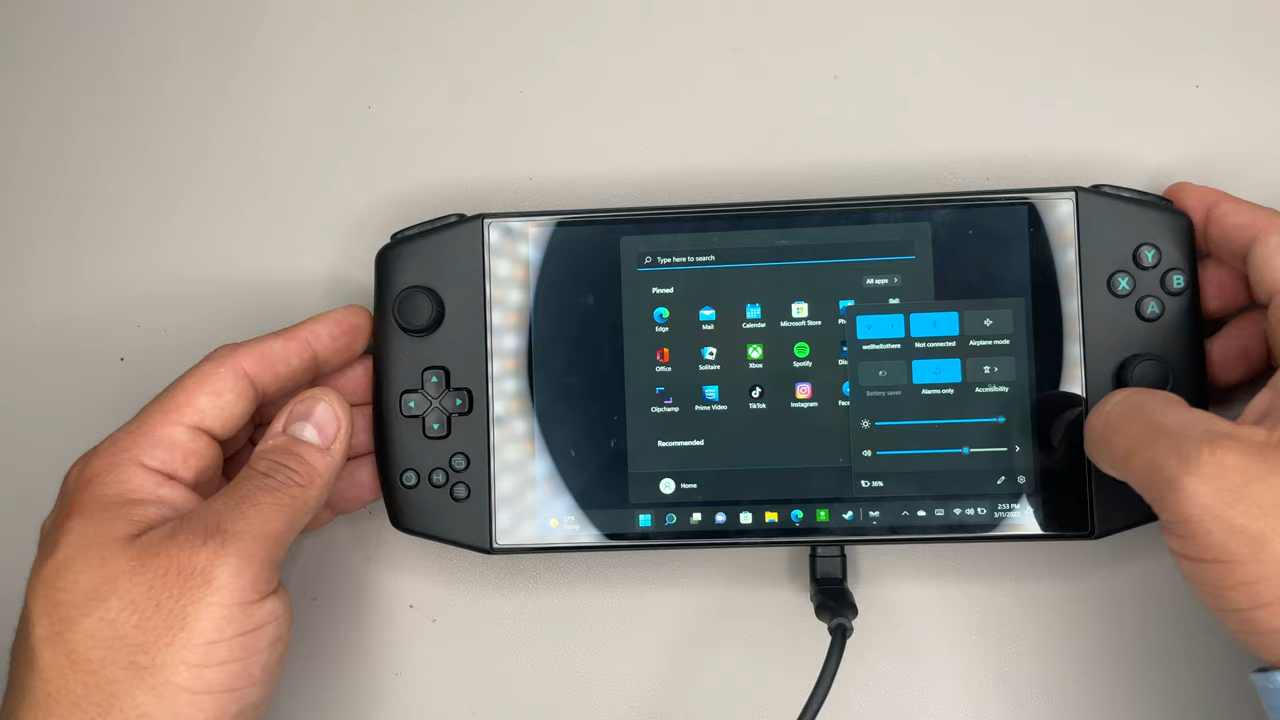 Type here to search
Pinned
All apps
Edge
Mail
Calendar
Microsoft Store
Office
Solitaire
Xbox
Spotify
Clipchamp
Prime Video
TikTok
Instagram
Recommended
Home
wellhellothere
Not connected
Airplane mode
Battery saver
Alarms only
Accessibility
36%
Sunny
2:53 PM
Y
X
B
A
H